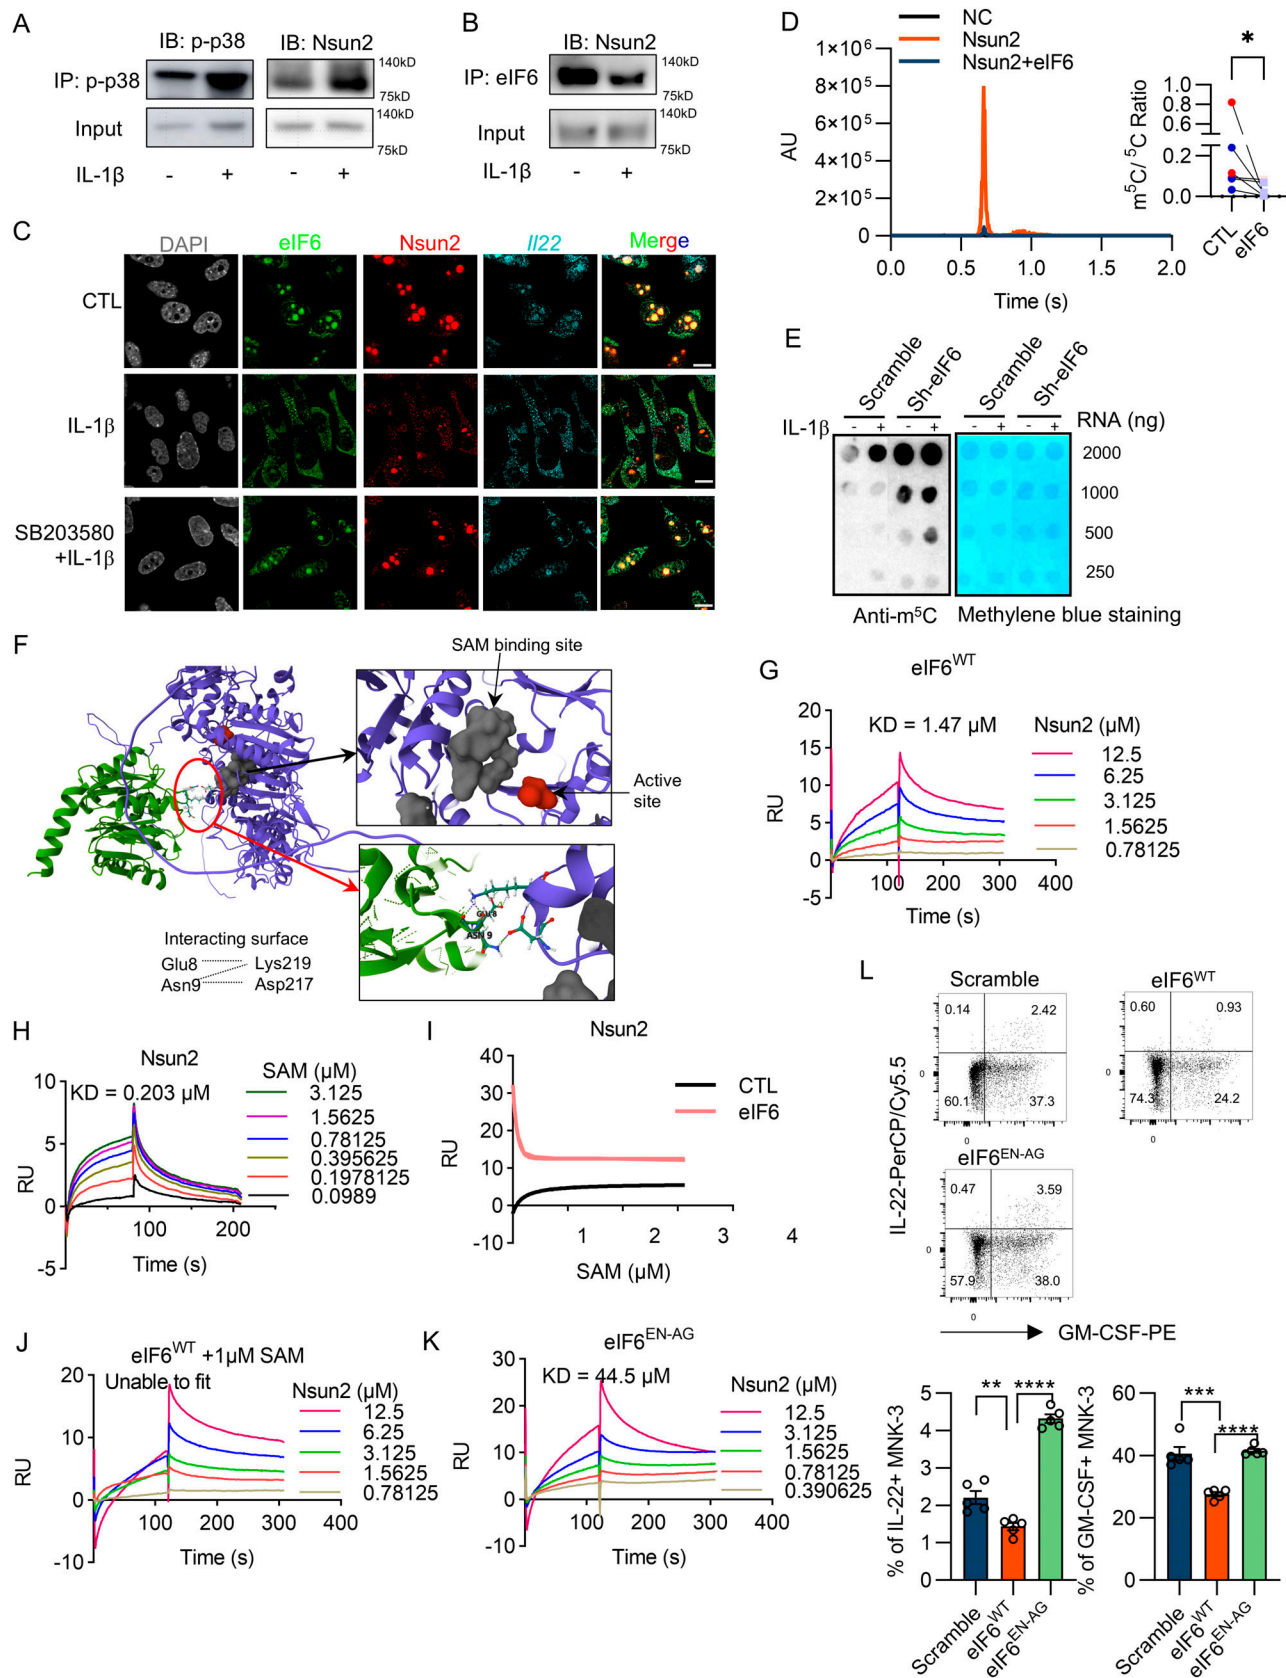 A
IB: p-p38
IB: Nsun2
IP: p-p38
140kD
75kD
Input
140kD
75kD
IL-1β
-
+
-
+
B
IB: Nsun2
IP: eIF6
140kD
75kD
Input
140kD
75kD
IL-1β
-
+
C
DAPI
eIF6
Nsun2
Il22
Merge
CTL
IL-1β
SB203580
+IL-1β
D
NC
Nsun2
Nsun2+eIF6
1×10⁶
8×10⁵
6×10⁵
4×10⁵
2×10⁵
0
AU
0.0
0.5
1.0
1.5
2.0
Time (s)
*
m⁵C/ ⁵C Ratio
1.0
0.8
0.6
0.2
0.0
CTL
eIF6
E
Scramble
Sh-eIF6
Scramble
Sh-eIF6
IL-1β
-
+
-
+
-
+
-
+
RNA (ng)
2000
1000
500
250
Anti-m⁵C
Methylene blue staining
F
SAM binding site
Active
site
GLU 8
ASN 9
Interacting surface
Glu8
Lys219
Asn9
Asp217
G
eIF6ᵂᵀ
KD = 1.47 µM
Nsun2 (µM)
12.5
6.25
3.125
1.5625
0.78125
RU
20
15
10
5
0
-5
0
100
200
300
400
Time (s)
H
Nsun2
KD = 0.203 µM
SAM (µM)
3.125
1.5625
0.78125
0.395625
0.1978125
0.0989
RU
10
5
0
-5
100
200
Time (s)
I
Nsun2
CTL
eIF6
RU
40
30
20
10
0
-10
1
2
3
4
SAM (µM)
J
eIF6ᵂᵀ +1µM SAM
Unable to fit
Nsun2 (µM)
12.5
6.25
3.125
1.5625
0.78125
RU
20
10
0
-10
100
200
300
400
Time (s)
K
eIF6ᴱᴺ⁻ᴬᴳ
KD = 44.5 µM
Nsun2 (µM)
12.5
3.125
1.5625
0.78125
0.390625
RU
30
20
10
0
-10
100
200
300
400
Time (s)
L
Scramble
0.14
2.42
60.1
37.3
0
0
eIF6ᵂᵀ
0.60
0.93
74.3
24.2
0
0
eIF6ᴱᴺ⁻ᴬᴳ
0.47
3.59
57.9
38.0
0
0
IL-22-PerCP/Cy5.5
GM-CSF-PE
% of IL-22+ MNK-3
5
4
3
2
1
0
**
****
Scramble
eIF6ᵂᵀ
eIF6ᴱᴺ⁻ᴬᴳ
% of GM-CSF+ MNK-3
60
40
20
0
***
****
Scramble
eIF6ᵂᵀ
eIF6ᴱᴺ⁻ᴬᴳ